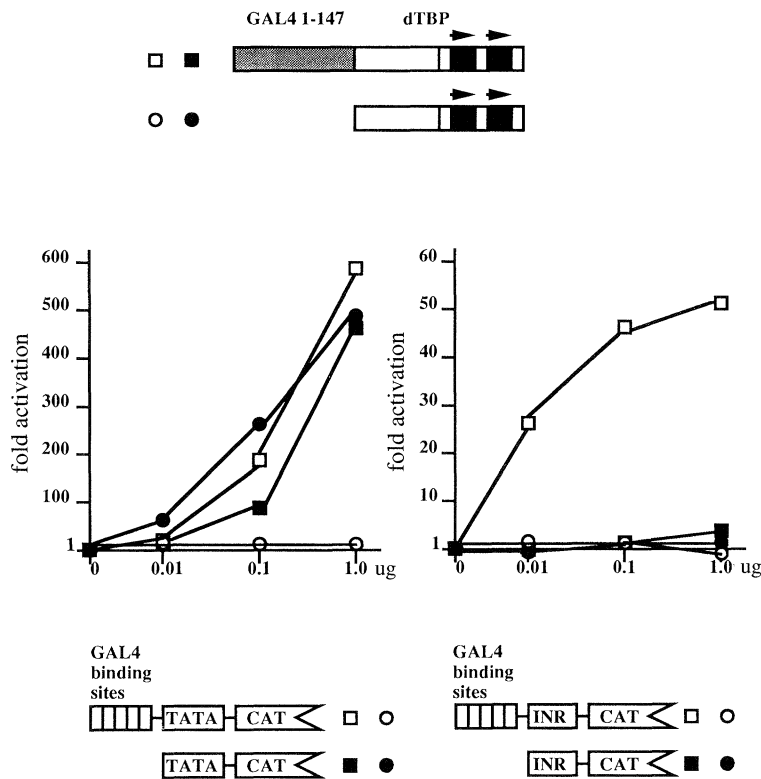 GAL4 1-147 dTBP
fold activation
600
500
400
300
200
100
1
0 0.01 0.1 1.0 ug
fold activation
60
50
40
30
20
10
1
0 0.01 0.1 1.0 ug
GAL4
binding
sites
TATA CAT
TATA CAT
GAL4
binding
sites
INR CAT
INR CAT